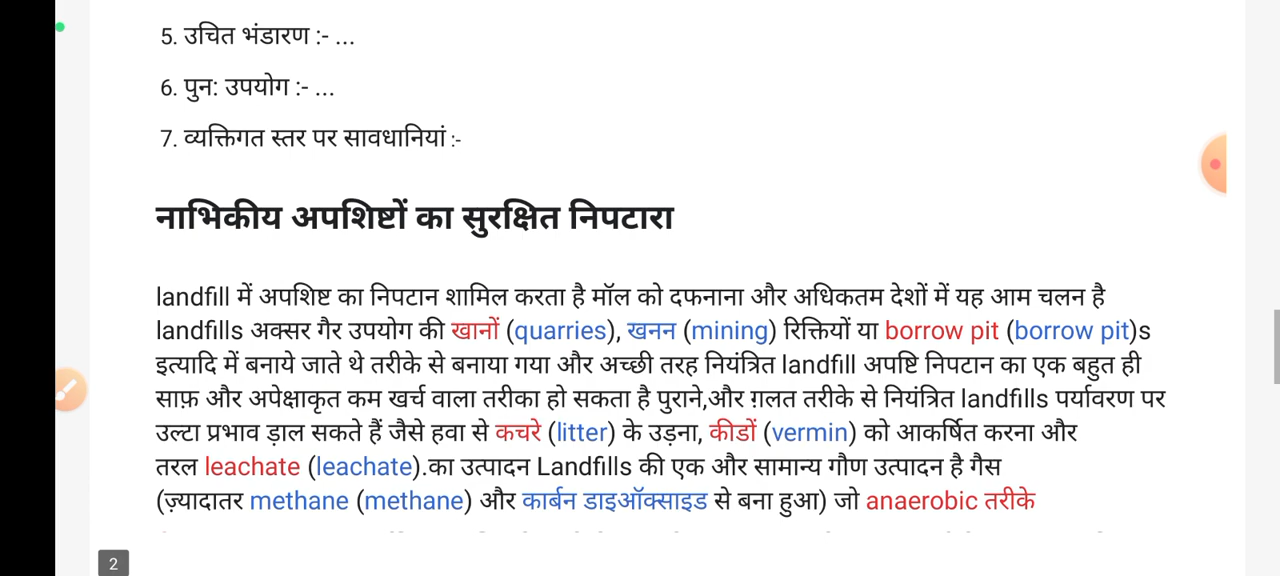 5. उचित भंडारण :- ...
6. पुन: उपयोग :- ...
7. व्यक्तिगत स्तर पर सावधानियां :-
नाभिकीय अपशिष्टों का सुरक्षित निपटारा
landfill में अपशिष्ट का निपटान शामिल करता है मॉल को दफनाना और अधिकतम देशों में यह आम चलन है
landfills अक्सर गैर उपयोग की खानों (quarries), खनन (mining) रिक्तियों या borrow pit (borrow pit)s
इत्यादि में बनाये जाते थे तरीके से बनाया गया और अच्छी तरह नियंत्रित landfill अपष्टि निपटान का एक बहुत ही
साफ़ और अपेक्षाकृत कम खर्च वाला तरीका हो सकता है पुराने,और ग़लत तरीके से नियंत्रित landfills पर्यावरण पर
उल्टा प्रभाव ड़ाल सकते हैं जैसे हवा से कचरे (litter) के उड़ना, कीडों (vermin) को आकर्षित करना और
तरल leachate (leachate).का उत्पादन Landfills की एक और सामान्य गौण उत्पादन है गैस
(ज़्यादातर methane (methane) और कार्बन डाइऑक्साइड से बना हुआ) जो anaerobic तरीके
2